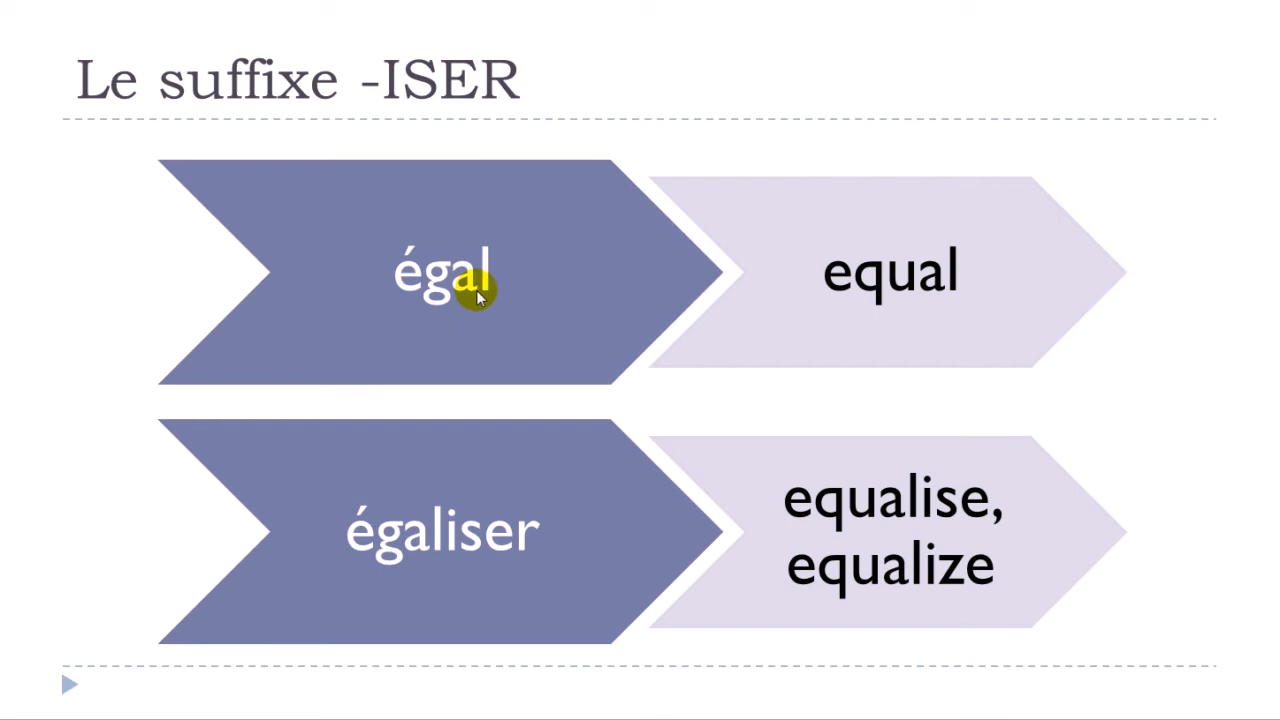 Le suffixe -ISER
égal
equal
égaliser
equalise,
equalize